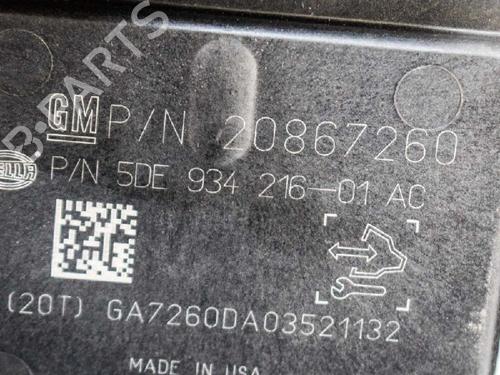 GM P/N 20867260
HELLA P/N 5DE 934 216-01 AC
(20T) GA7260DA03521132
MADE IN USA
B-PARTS